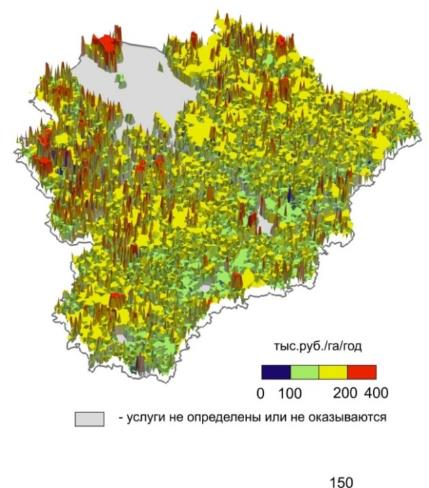 тыс.руб./га/год
0 100 200 400
- услуги не определены или не оказываются
150